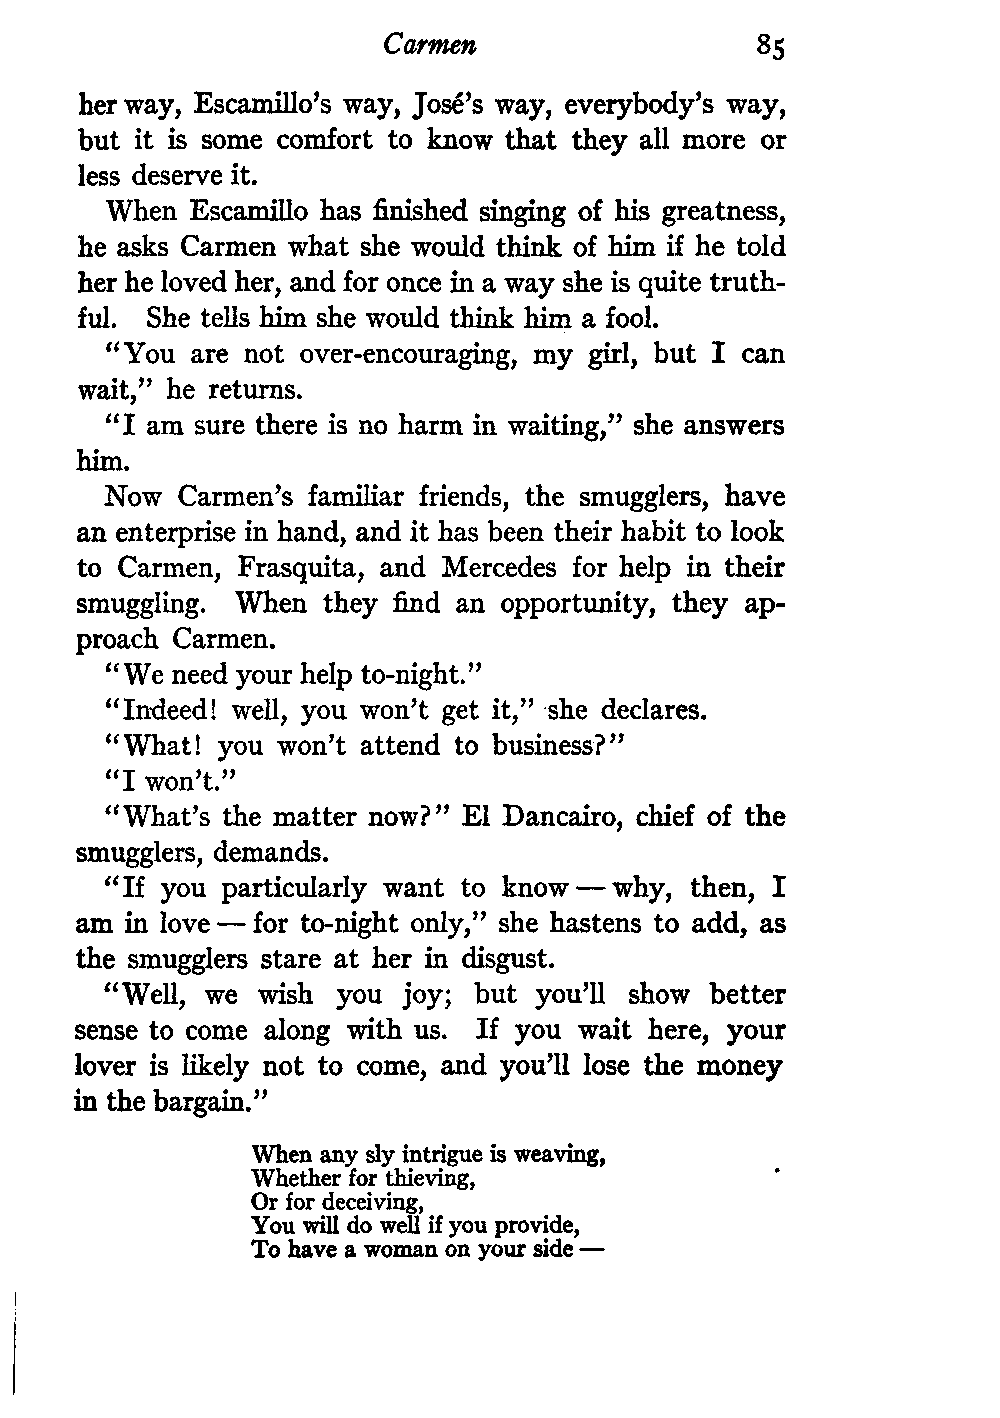 Carmen 85
her way, Escamillo's way, José's way, everybody's way,
but it is some comfort to know that they all more or
less deserve it.
When Escamillo has finished singing of his greatness,
he asks Carmen what she would think of him if he told
her he loved her, and for once in a way she is quite truth-
ful. She tells him she would think him a fool.
"You are not over-encouraging, my girl, but I can
wait," he returns.
"I am sure there is no harm in waiting," she answers
him.
Now Carmen's familiar friends, the smugglers, have
an enterprise in hand, and it has been their habit to look
to Carmen, Frasquita, and Mercedes for help in their
smuggling. When they find an opportunity, they ap-
proach Carmen.
"We need your help to-night."
"Indeed! well, you won't get it," she declares.
"What! you won't attend to business?"
"I won't."
"What's the matter now?" El Dancairo, chief of the
smugglers, demands.
"If you particularly want to know — why, then, I
am in love — for to-night only," she hastens to add, as
the smugglers stare at her in disgust.
"Well, we wish you joy; but you'll show better
sense to come along with us. If you wait here, your
lover is likely not to come, and you'll lose the money
in the bargain."
When any sly intrigue is weaving,
Whether for thieving,
Or for deceiving,
You will do well if you provide,
To have a woman on your side —